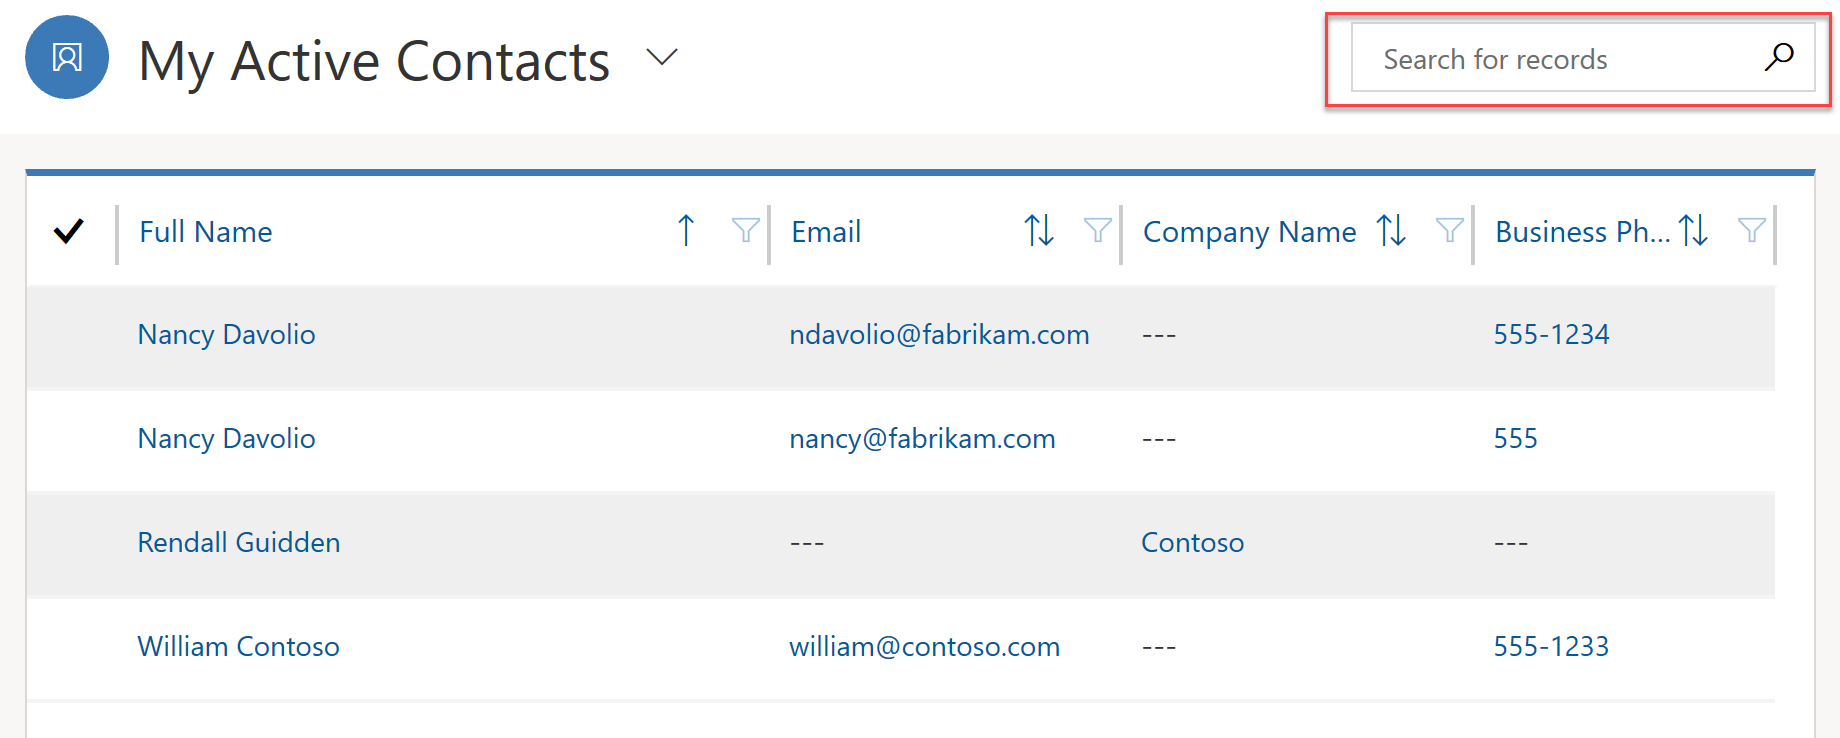 My Active Contacts
Search for records
Full Name Email Company Name Business Ph...
Nancy Davolio ndavolio@fabrikam.com --- 555-1234
Nancy Davolio nancy@fabrikam.com --- 555
Rendall Guidden --- Contoso ---
William Contoso william@contoso.com --- 555-1233